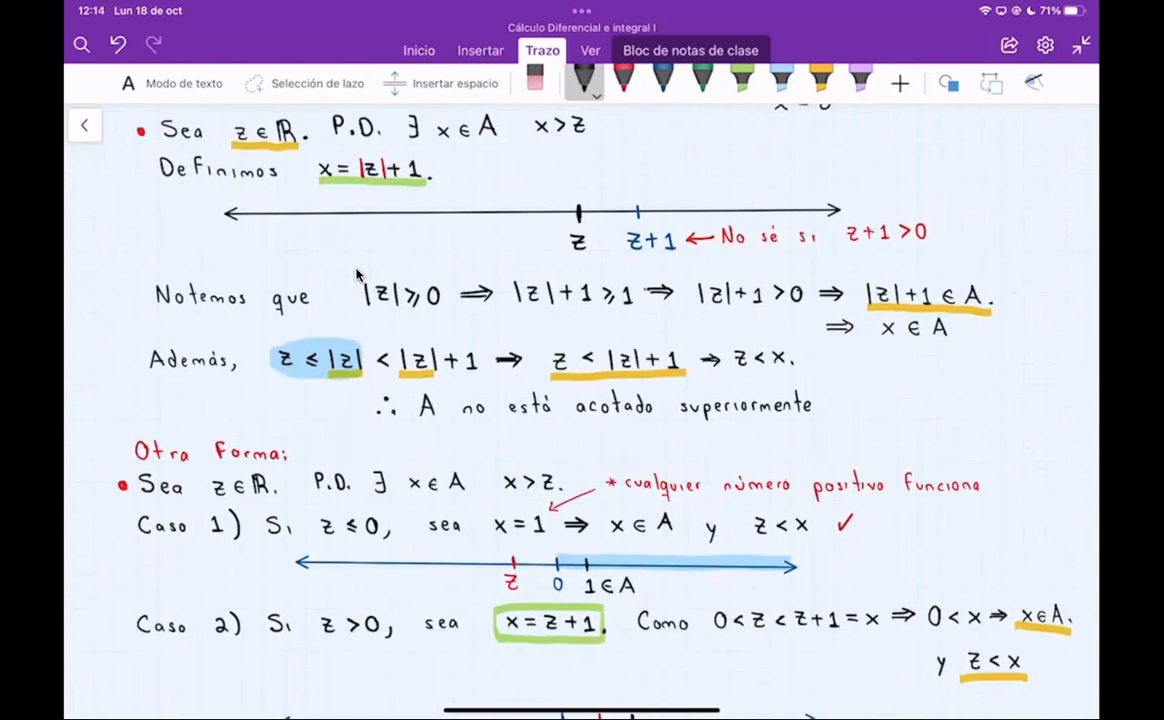 12:14 Lun 18 de oct
71%
Cálculo Diferencial e integral I
Inicio Insertar Trazo Ver Bloc de notas de clase
A Modo de texto Selección de lazo Insertar espacio
• Sea z ∈ ℝ. P.D. ∃ x ∈ A x > z
Definimos x = |z| + 1.
z z+1 ← No sé si z+1 > 0
Notemos que |z| ⩾ 0 ⇒ |z|+1 ⩾ 1 ⇒ |z|+1 > 0 ⇒ |z|+1 ∈ A.
⇒ x ∈ A
Además, z ≤ |z| < |z|+1 → z < |z|+1 → z < x.
∴ A no está acotado superiormente
Otra Forma:
• Sea z ∈ ℝ. P.D. ∃ x ∈ A x > z. * cualquier número positivo funciona
Caso 1) Si z ≤ 0, sea x = 1 ⇒ x ∈ A y z < x ✓
z 0 1 ∈ A
Caso 2) Si z > 0, sea x = z + 1. Como 0 < z < z+1 = x ⇒ 0 < x ⇒ x ∈ A.
y z < x